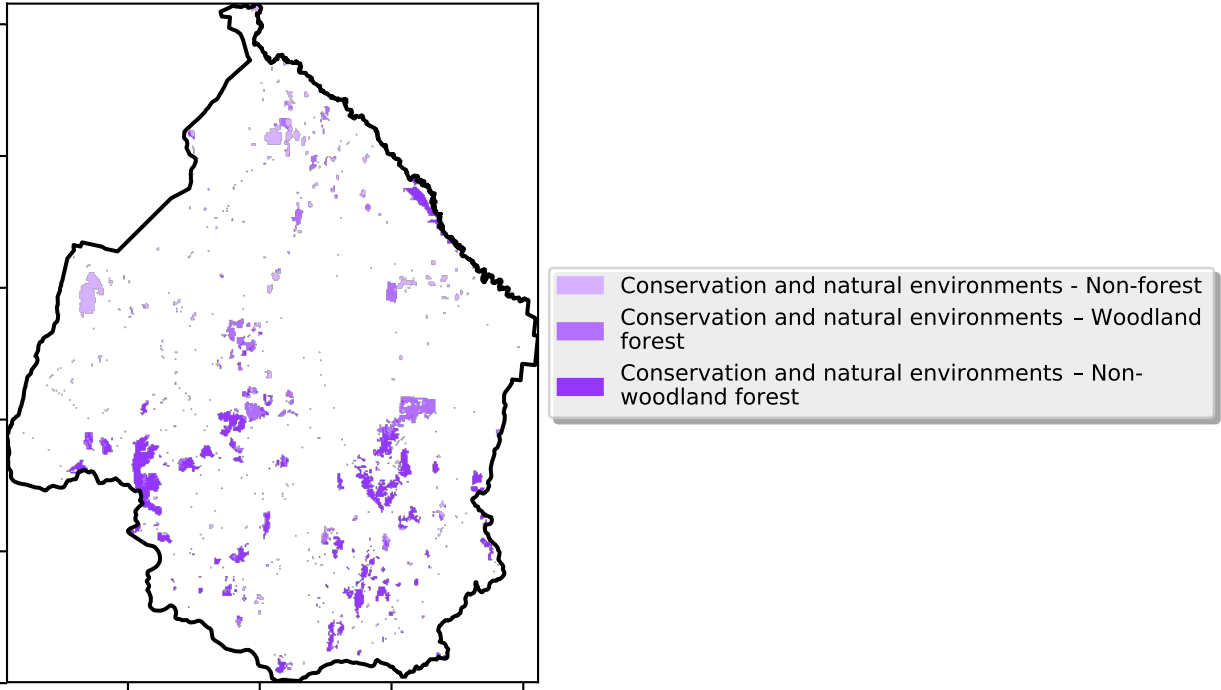 Conservation and natural environments - Non-forest
Conservation and natural environments – Woodland
forest
Conservation and natural environments – Non-
woodland forest